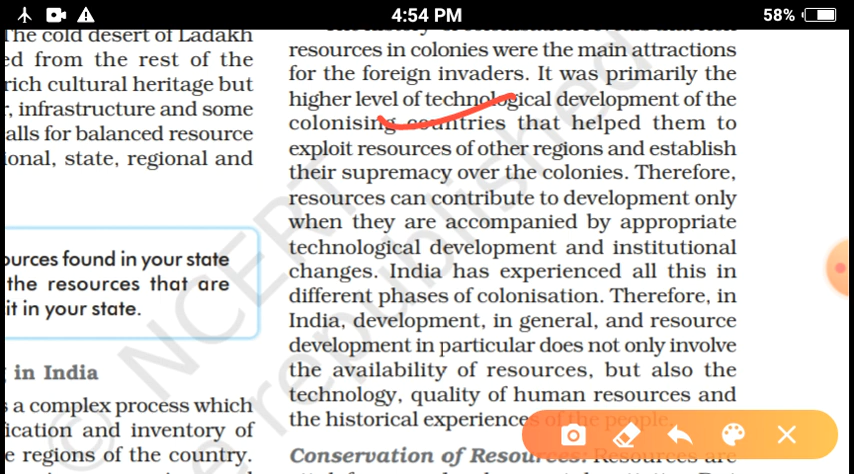 4:54 PM
58%
The cold desert of Ladakh
ed from the rest of the
rich cultural heritage but
r, infrastructure and some
alls for balanced resource
ional, state, regional and
ources found in your state
the resources that are
it in your state.
in India
s a complex process which
ication and inventory of
e regions of the country.
resources in colonies were the main attractions
for the foreign invaders. It was primarily the
higher level of technological development of the
colonising countries that helped them to
exploit resources of other regions and establish
their supremacy over the colonies. Therefore,
resources can contribute to development only
when they are accompanied by appropriate
technological development and institutional
changes. India has experienced all this in
different phases of colonisation. Therefore, in
India, development, in general, and resource
development in particular does not only involve
the availability of resources, but also the
technology, quality of human resources and
the historical experiences of the people.
Conservation of Resources: Resources are
© NCERT
be republished